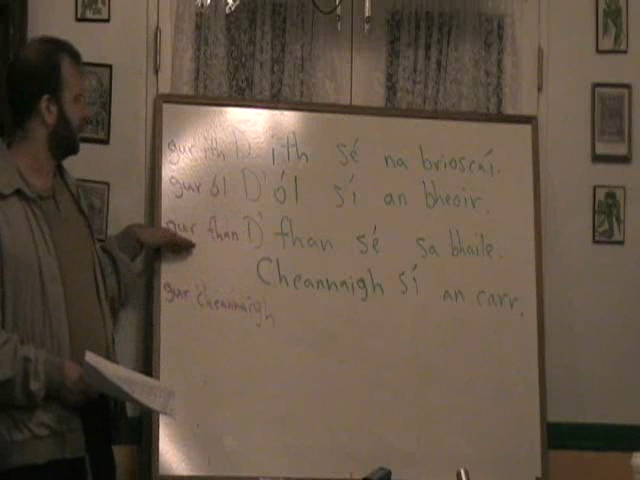 gur ith D'ith sé na brioscaí.
gur ól D'ól sí an bheoir.
gur fhan D'fhan sé sa bhaile.
Cheannaigh sí an carr.
gur cheannaigh